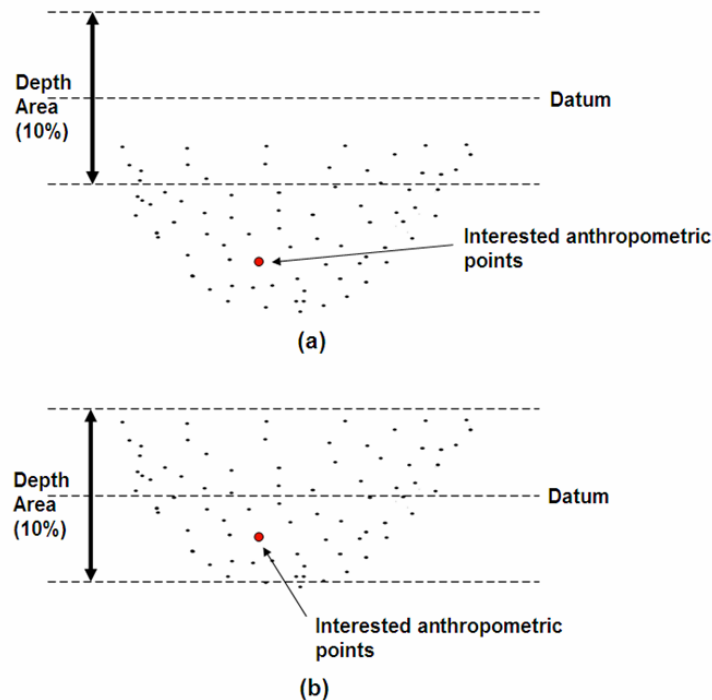 Depth
Area
(10%)
Datum
Interested anthropometric
points
(a)
Depth
Area
(10%)
Datum
Interested anthropometric
points
(b)